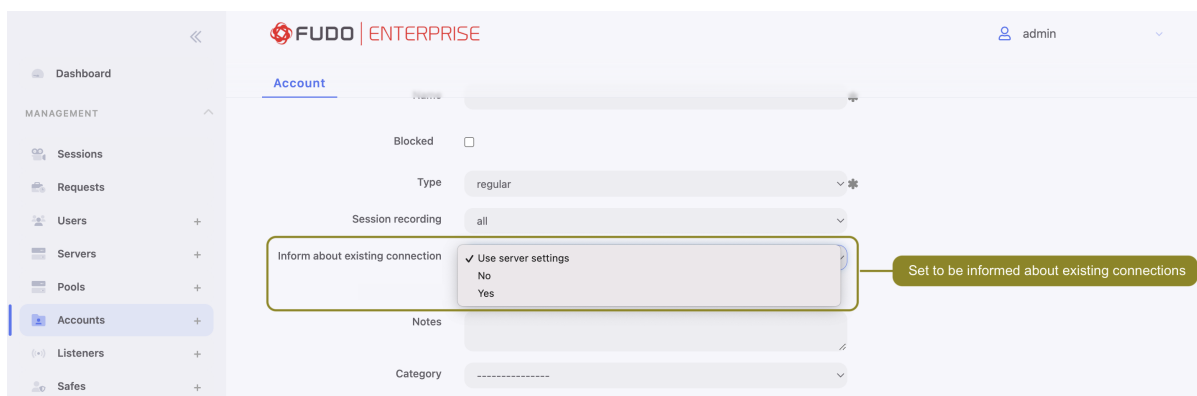 FUDO ENTERPRISE
admin
Dashboard
MANAGEMENT
Sessions
Requests
Users +
Servers +
Pools +
Accounts +
Listeners +
Safes +
Account
Name
Blocked
Type regular
Session recording all
Inform about existing connection
✓ Use server settings
No
Yes
Set to be informed about existing connections
Notes
Category ---------------